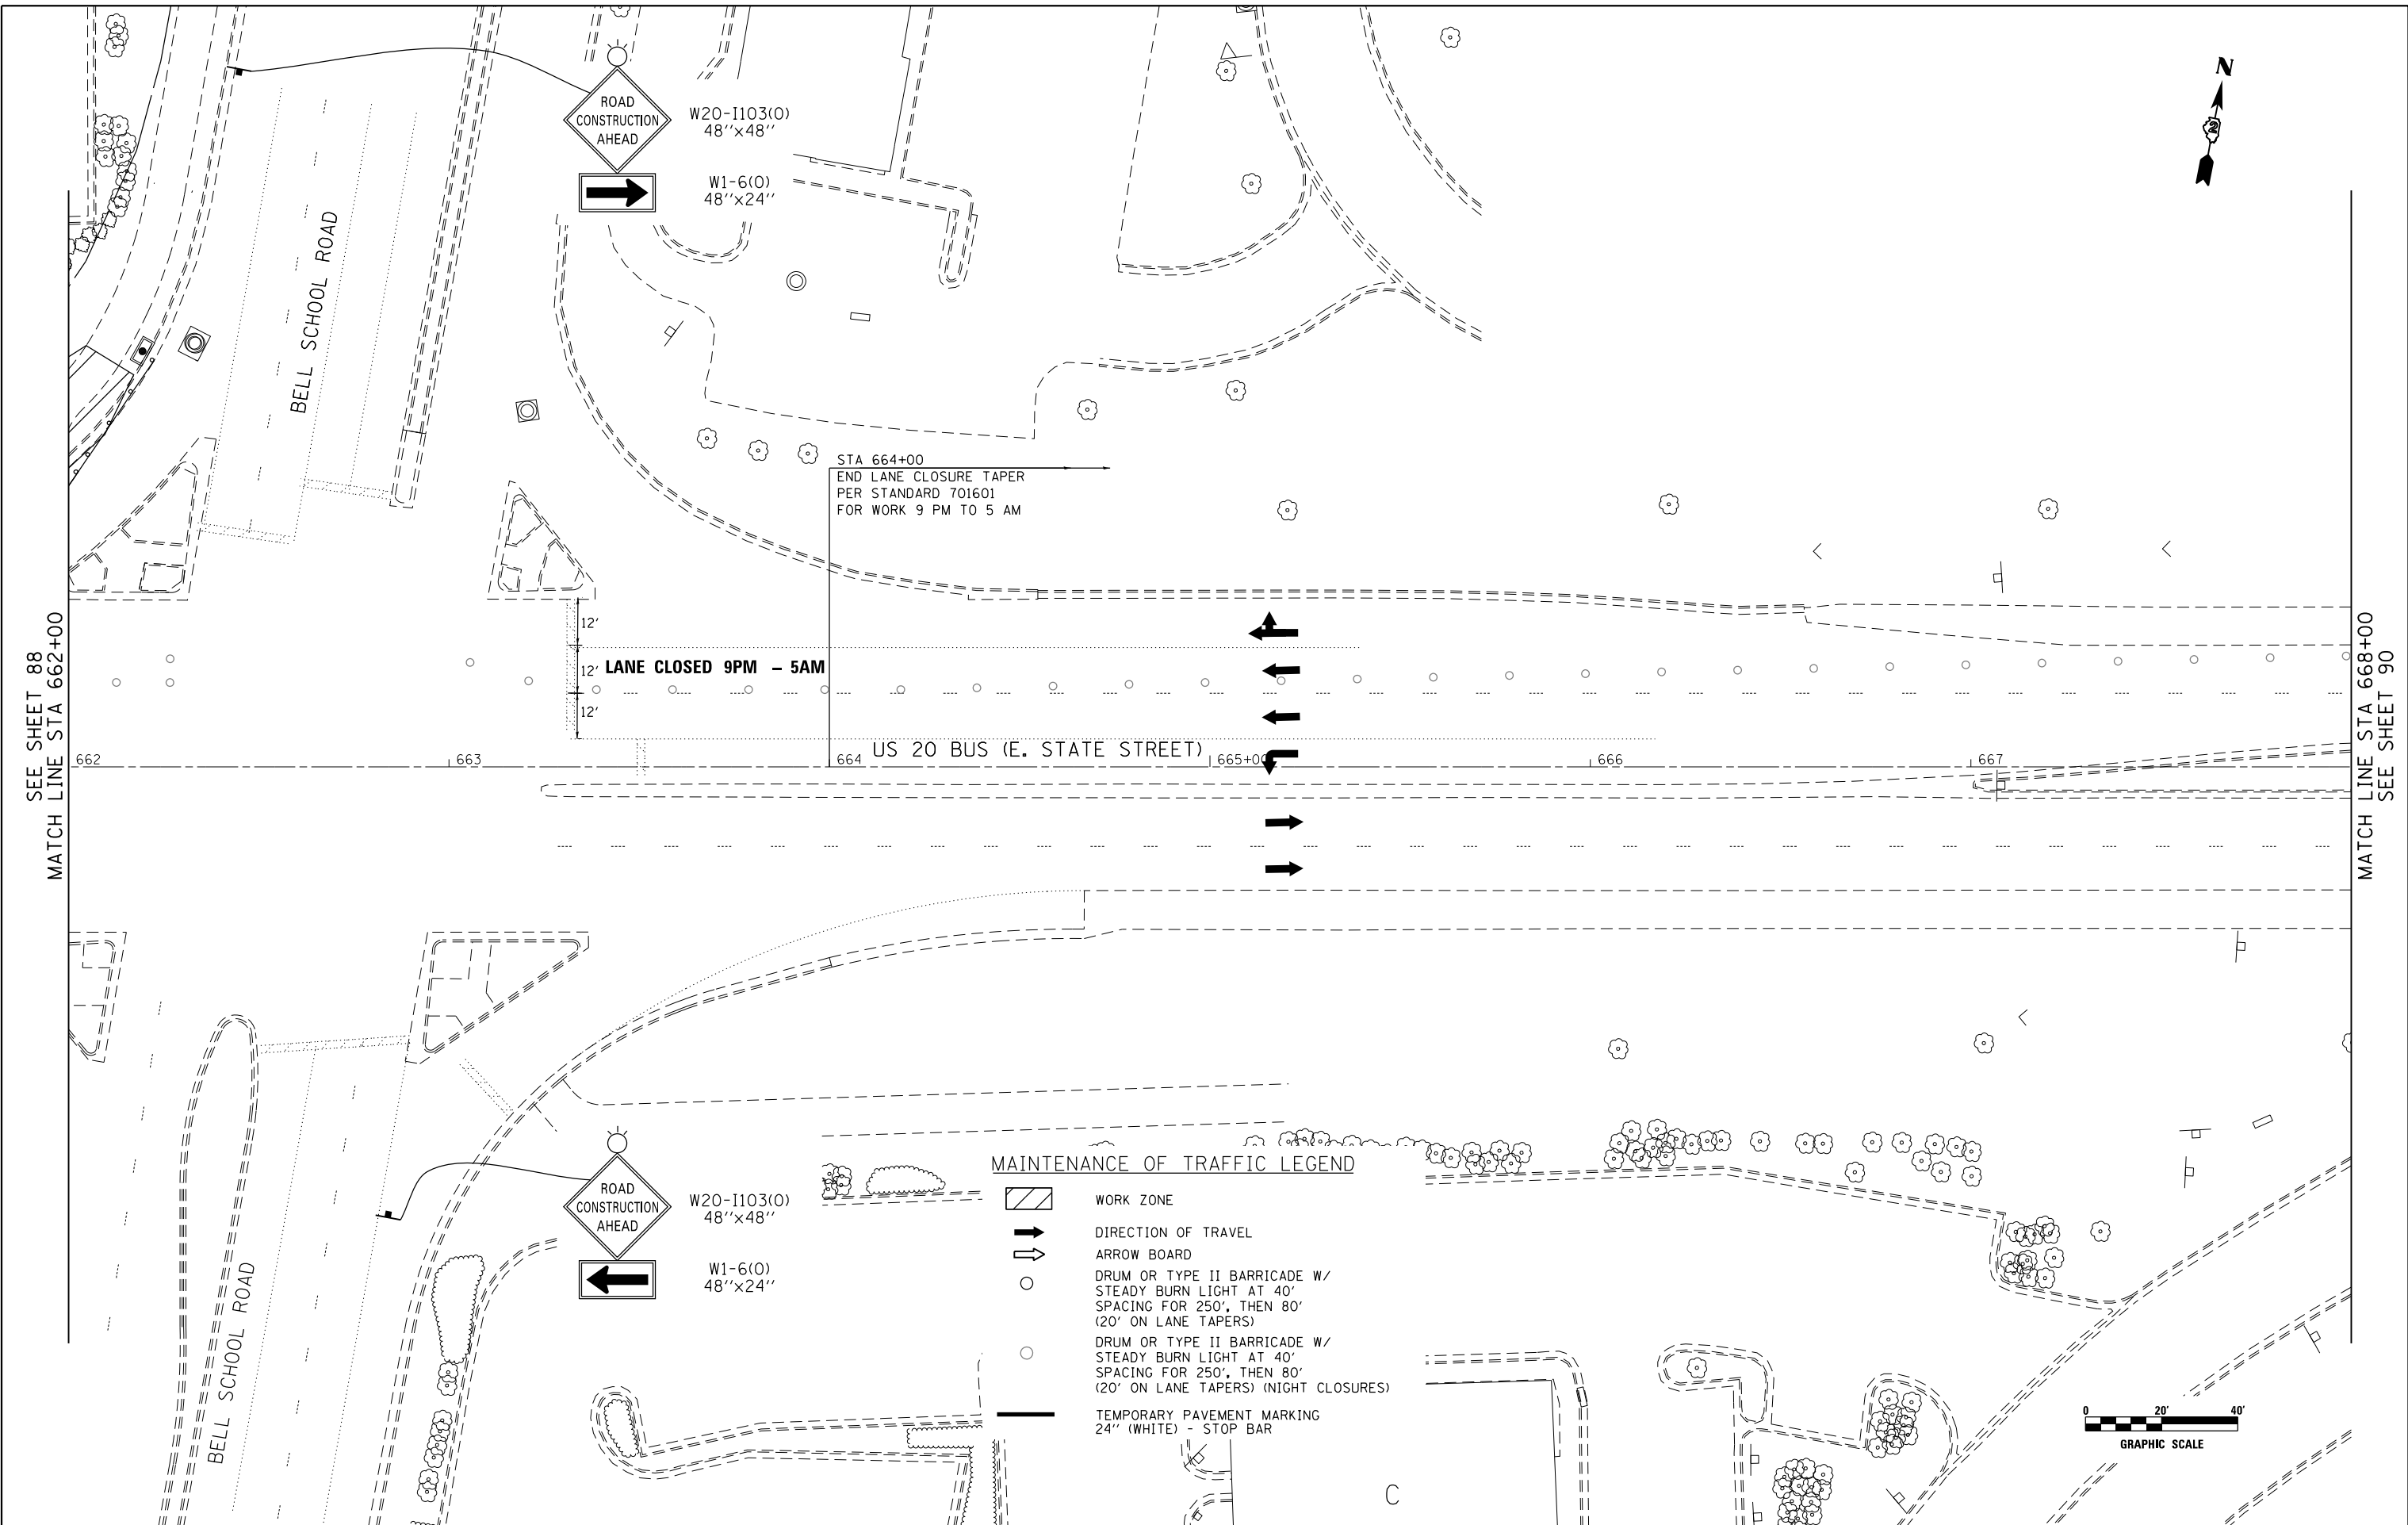 ROAD
CONSTRUCTION
AHEAD
W20-I103(O)
48''x48''
W1-6(O)
48''x24''
N
BELL SCHOOL ROAD
STA 664+00
END LANE CLOSURE TAPER
PER STANDARD 701601
FOR WORK 9 PM TO 5 AM
SEE SHEET 88
MATCH LINE STA 662+00
12'
12'
12'
LANE CLOSED 9PM – 5AM
US 20 BUS (E. STATE STREET)
662
663
664
665+00
666
667
MATCH LINE STA 668+00
SEE SHEET 90
ROAD
CONSTRUCTION
AHEAD
W20-I103(O)
48''x48''
W1-6(O)
48''x24''
BELL SCHOOL ROAD
MAINTENANCE OF TRAFFIC LEGEND
WORK ZONE
DIRECTION OF TRAVEL
ARROW BOARD
DRUM OR TYPE II BARRICADE W/
STEADY BURN LIGHT AT 40'
SPACING FOR 250', THEN 80'
(20' ON LANE TAPERS)
DRUM OR TYPE II BARRICADE W/
STEADY BURN LIGHT AT 40'
SPACING FOR 250', THEN 80'
(20' ON LANE TAPERS) (NIGHT CLOSURES)
TEMPORARY PAVEMENT MARKING
24'' (WHITE) - STOP BAR
C
0 20' 40'
GRAPHIC SCALE